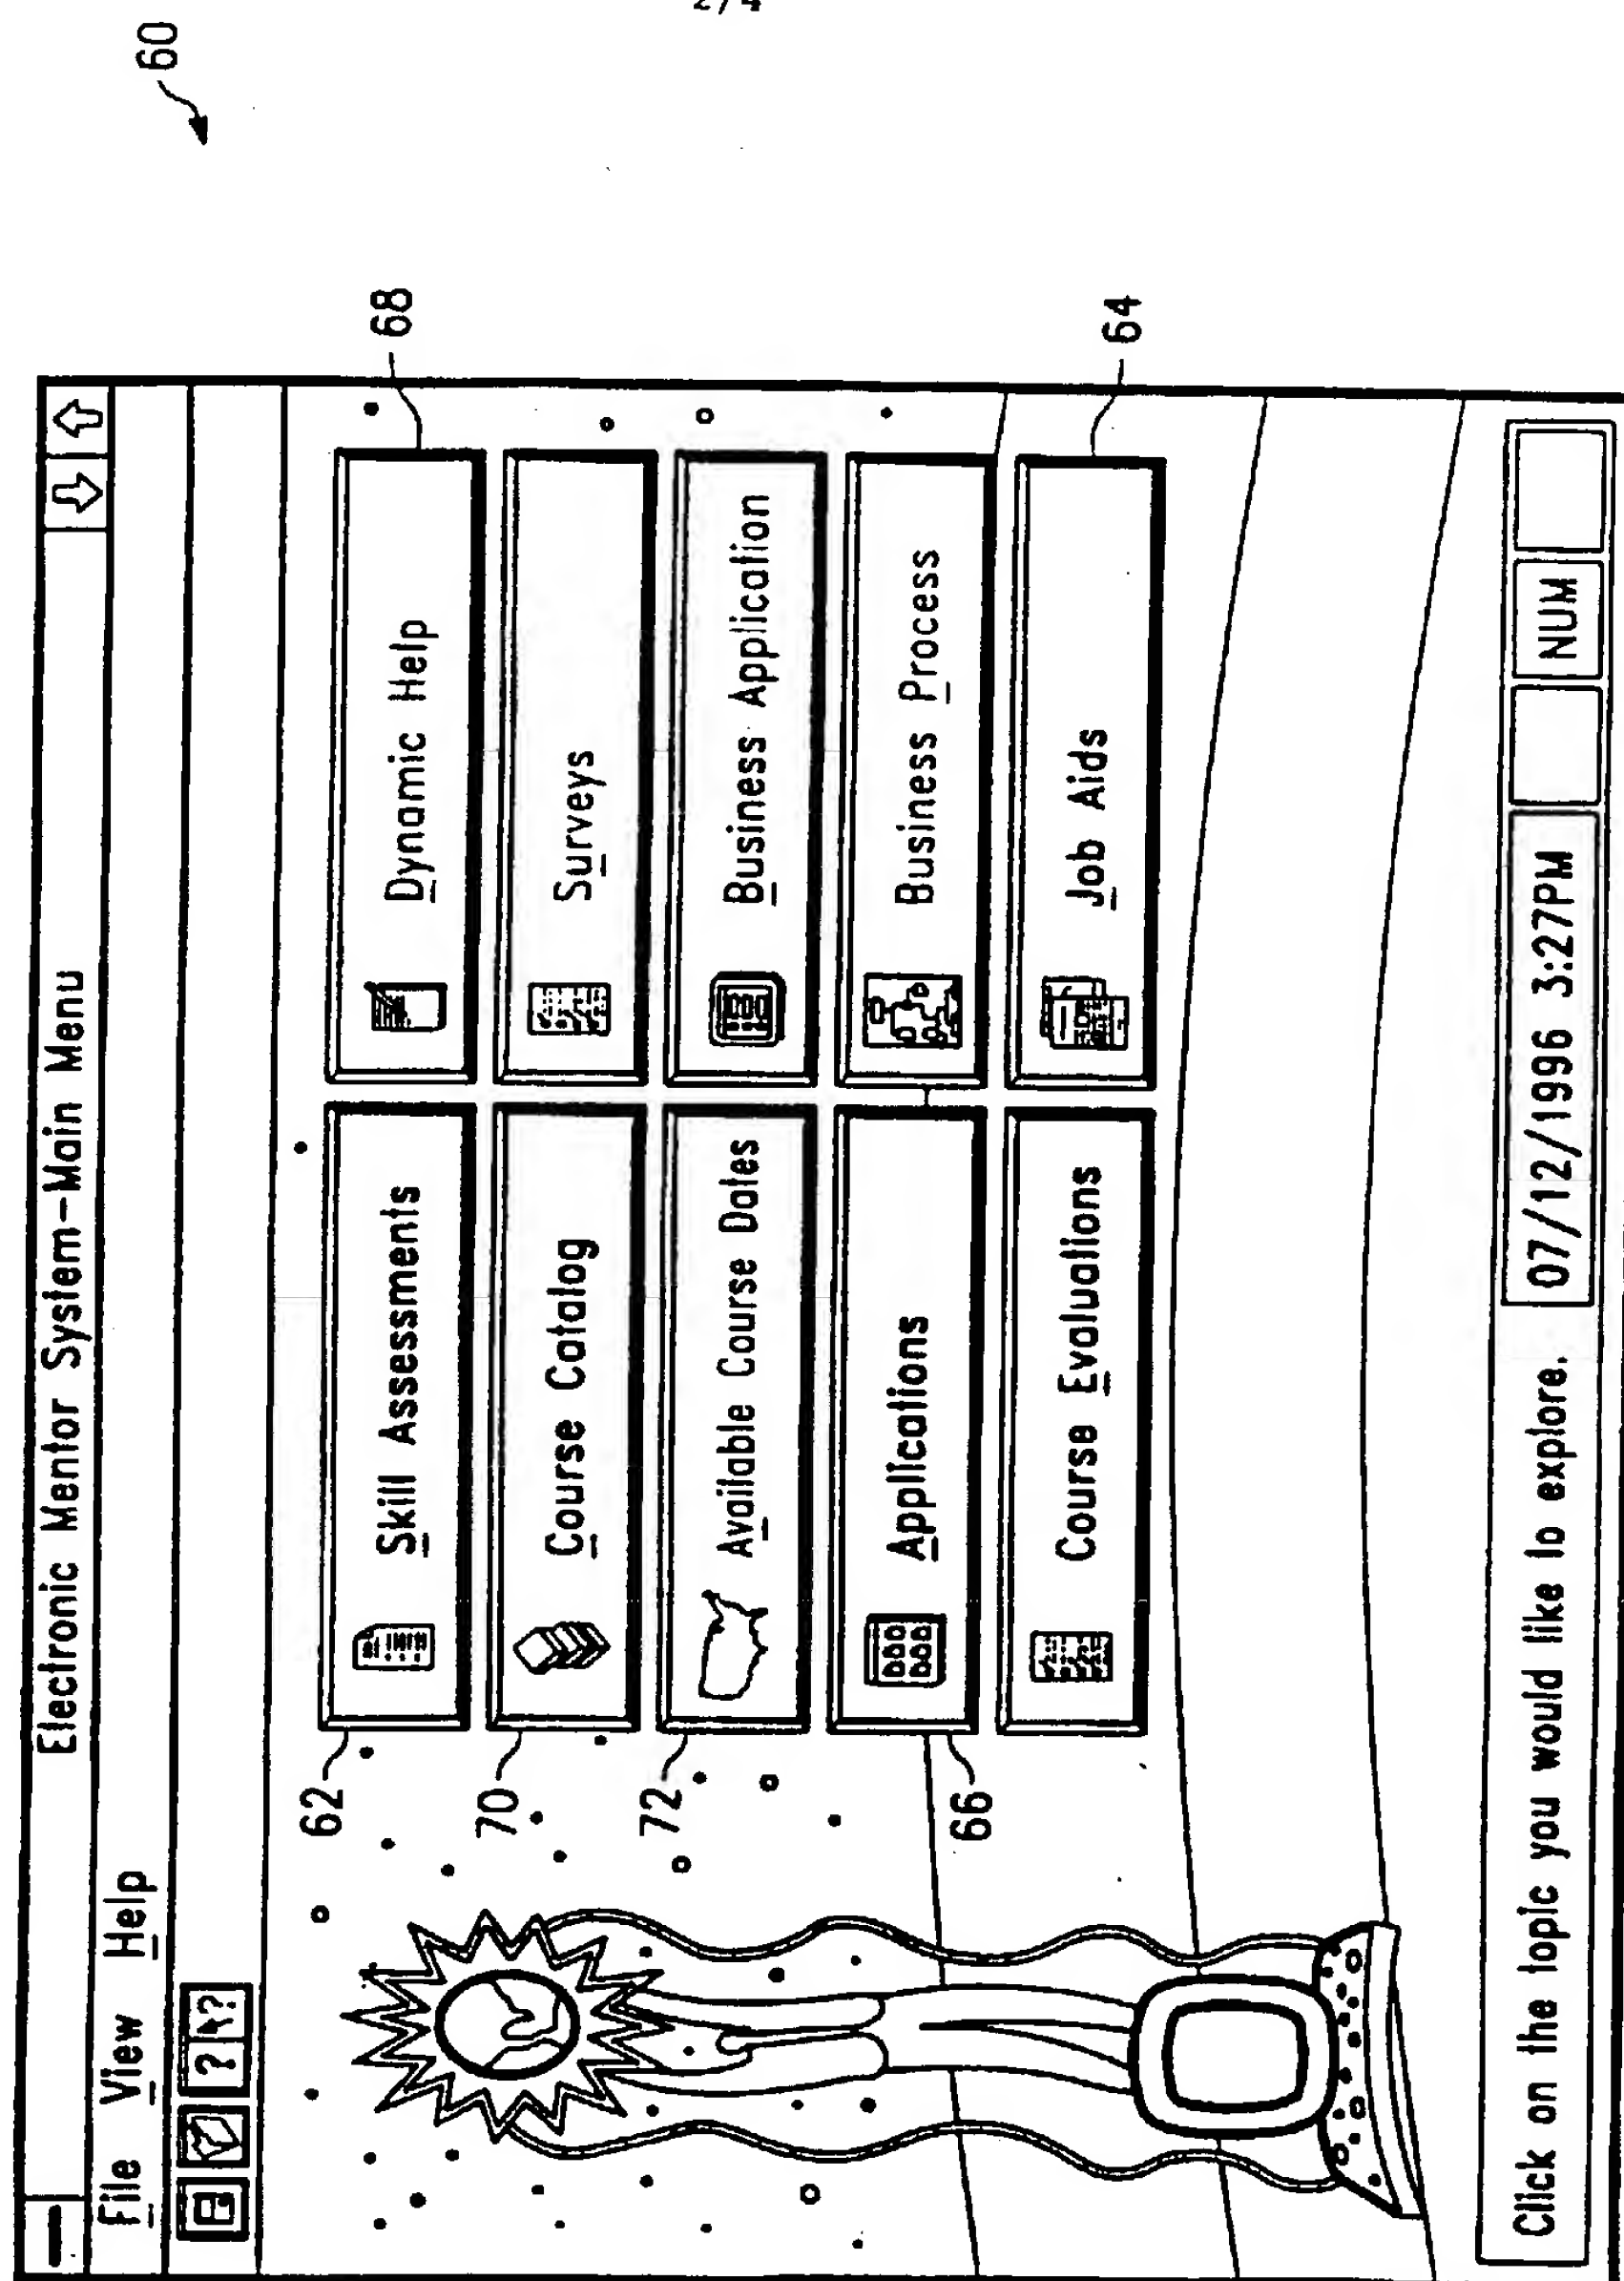 2/4
60
Electronic Mentor System-Main Menu
File View Help
? ?
62
Skill Assessments
Dynamic Help
68
70
Course Catalog
Surveys
72
Available Course Dates
Business Application
66
Applications
Business Process
Course Evaluations
Job Aids
64
Click on the topic you would like to explore.
07/12/1996 3:27PM
NUM